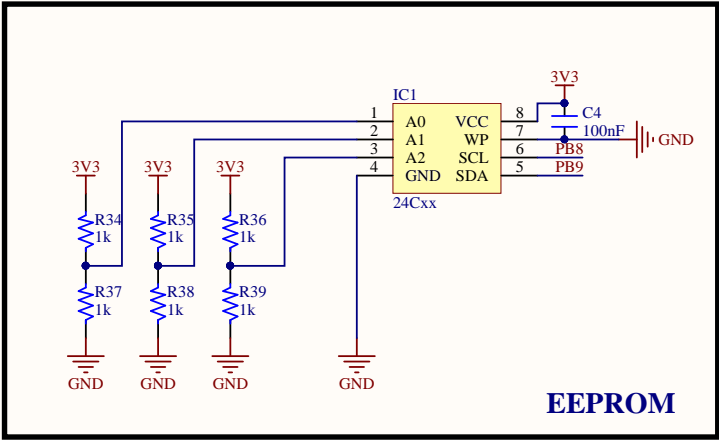 3V3
IC1
C4
100nF
1 A0 VCC 8
2 A1 WP 7
GND
3 A2 SCL 6 PB8
4 GND SDA 5 PB9
24Cxx
3V3 3V3 3V3
R34 R35 R36
1k 1k 1k
R37 R38 R39
1k 1k 1k
GND GND GND GND
EEPROM